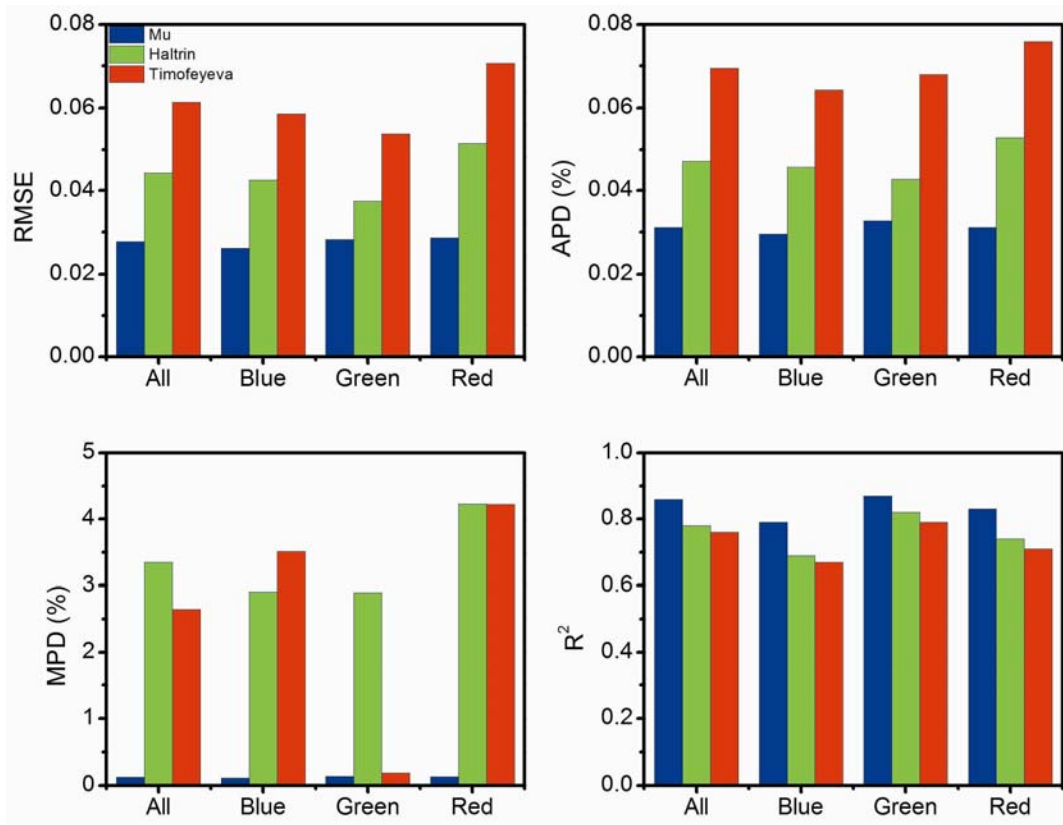 0.08
0.06
0.04
0.02
0.00
RMSE
Mu
Haltrin
Timofeyeva
All Blue Green Red
0.08
0.06
0.04
0.02
0.00
APD (%)
All Blue Green Red
5
4
3
2
1
0
MPD (%)
All Blue Green Red
1.0
0.8
0.6
0.4
0.2
0.0
R²
All Blue Green Red